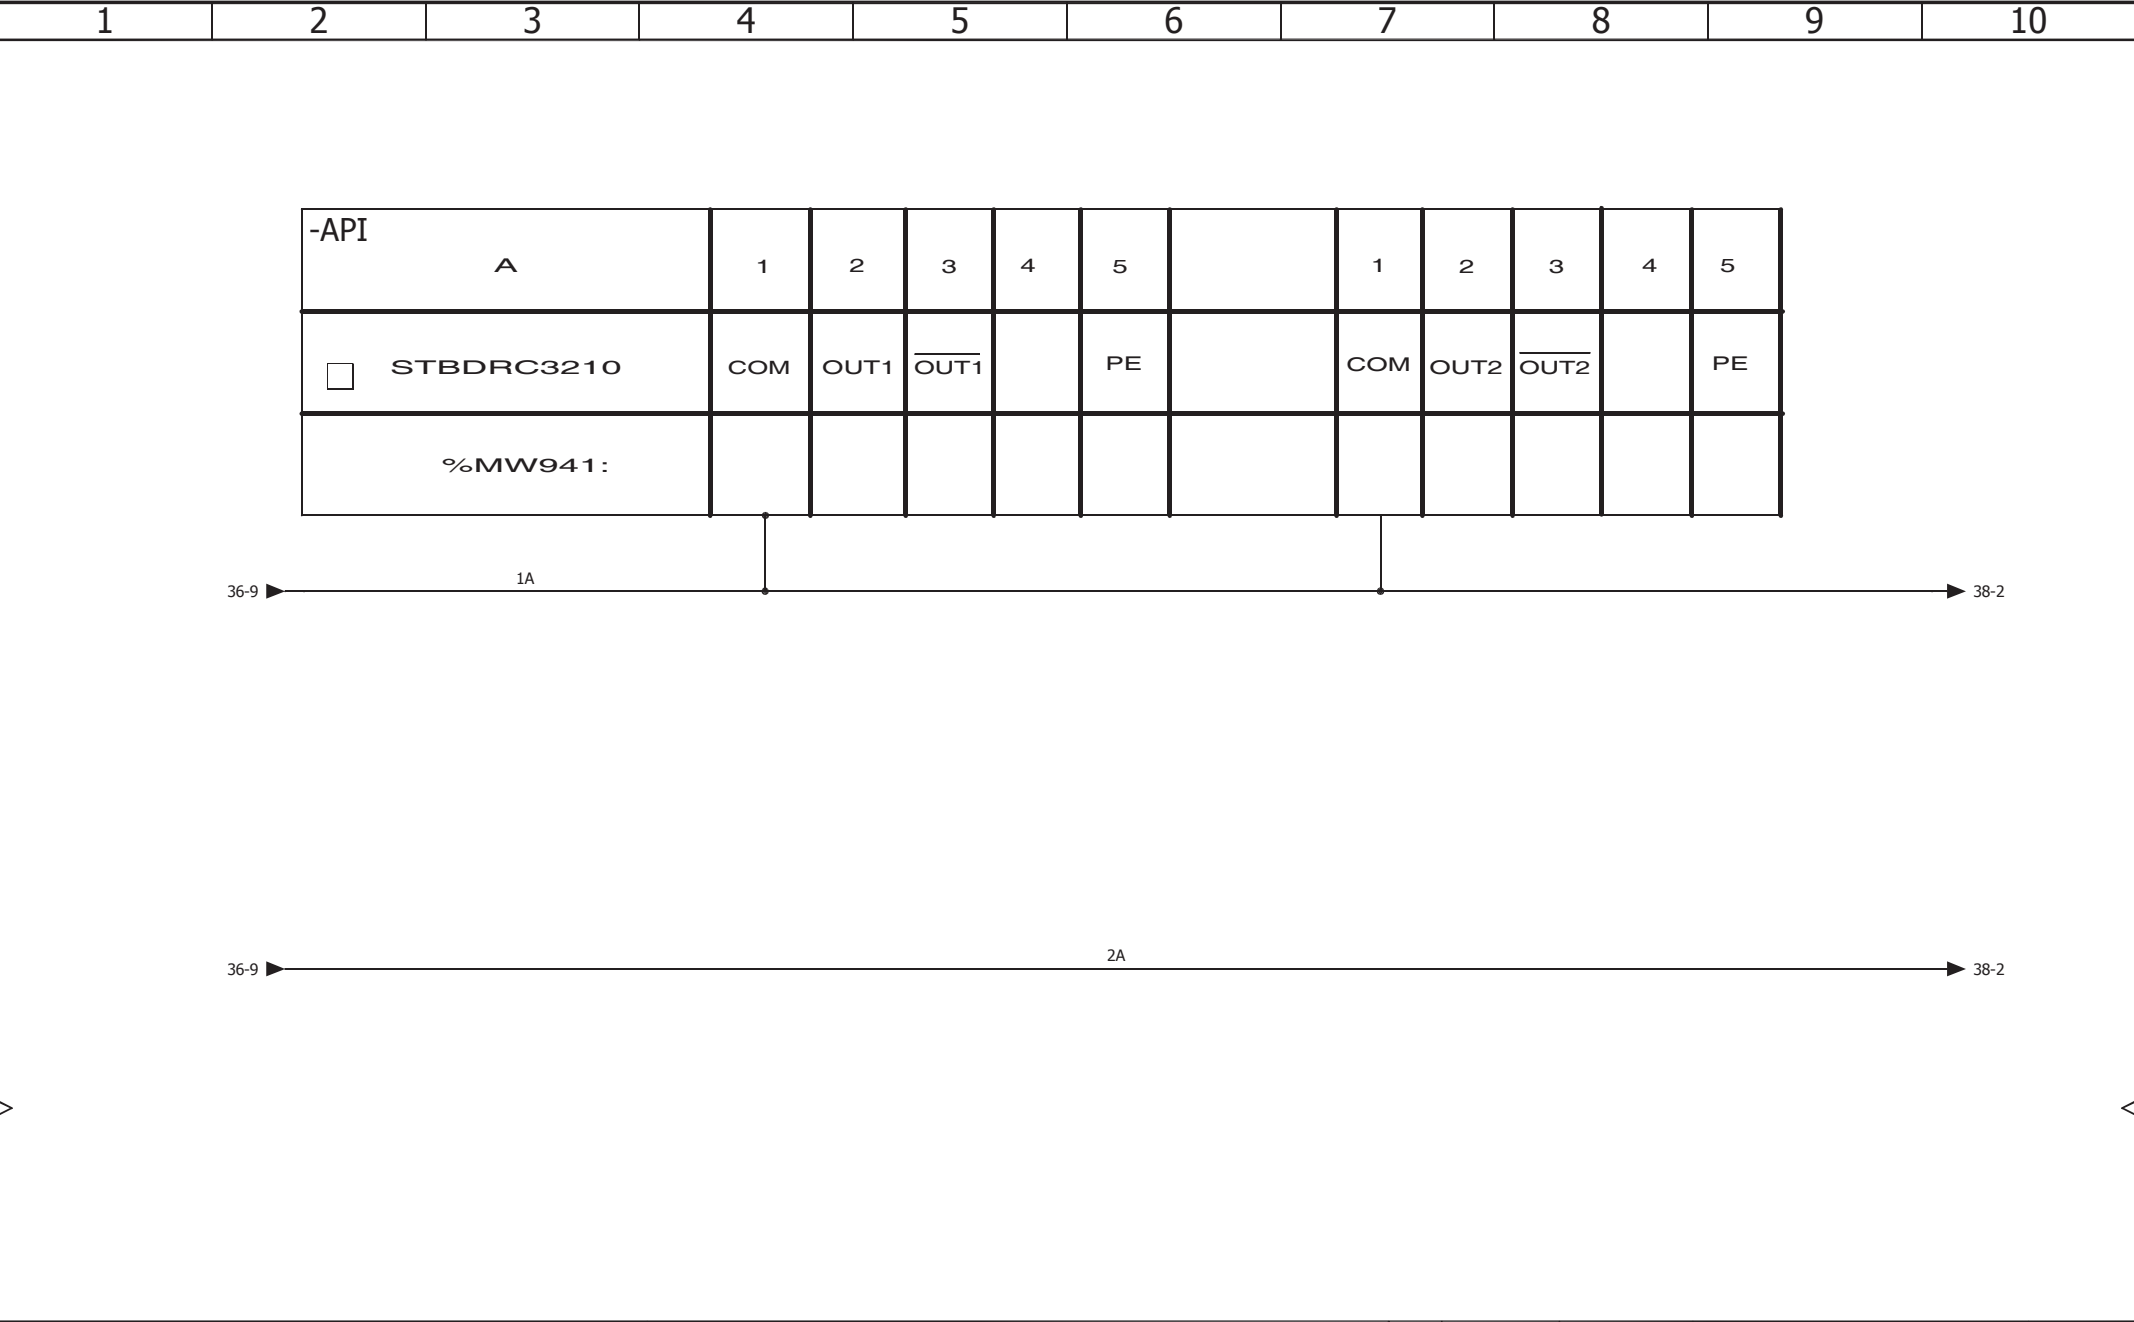 1 2 3 4 5 6 7 8 9 10
-API
A 1 2 3 4 5 1 2 3 4 5
STBDRC3210 COM OUT1 O̅U̅T̅1̅ PE COM OUT2 O̅U̅T̅2̅ PE
%MW941:
1A
36-9 38-2
2A
36-9 38-2
> <